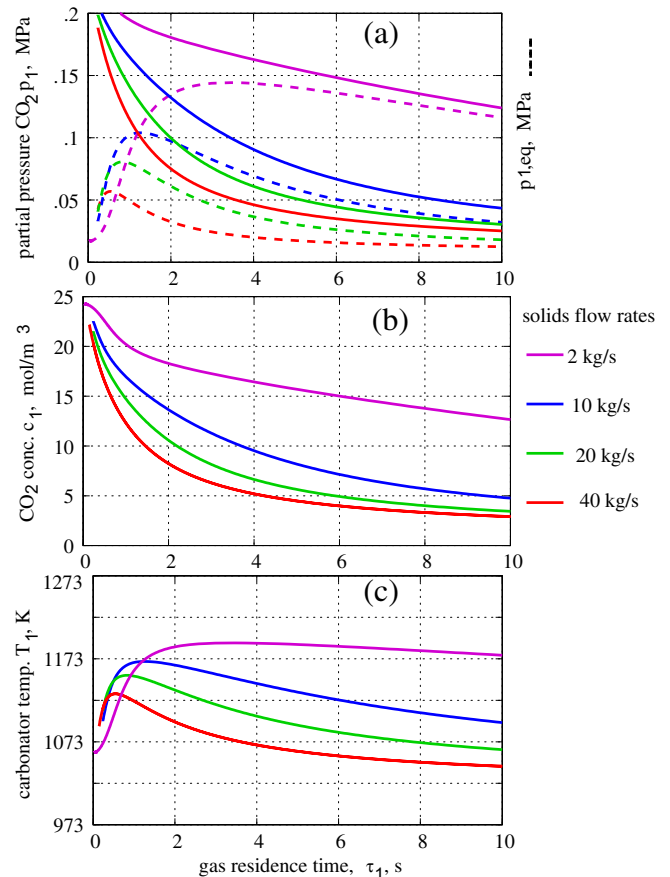 (a)
partial pressure CO2 p1, MPa
.2
.15
.1
.05
0
0 2 4 6 8 10
p1,eq, MPa
(b)
CO2 conc. c1, mol/m3
25
20
15
10
5
0
0 2 4 6 8 10
solids flow rates
2 kg/s
10 kg/s
20 kg/s
40 kg/s
(c)
carbonator temp. T1, K
1273
1173
1073
973
0 2 4 6 8 10
gas residence time, τ1, s